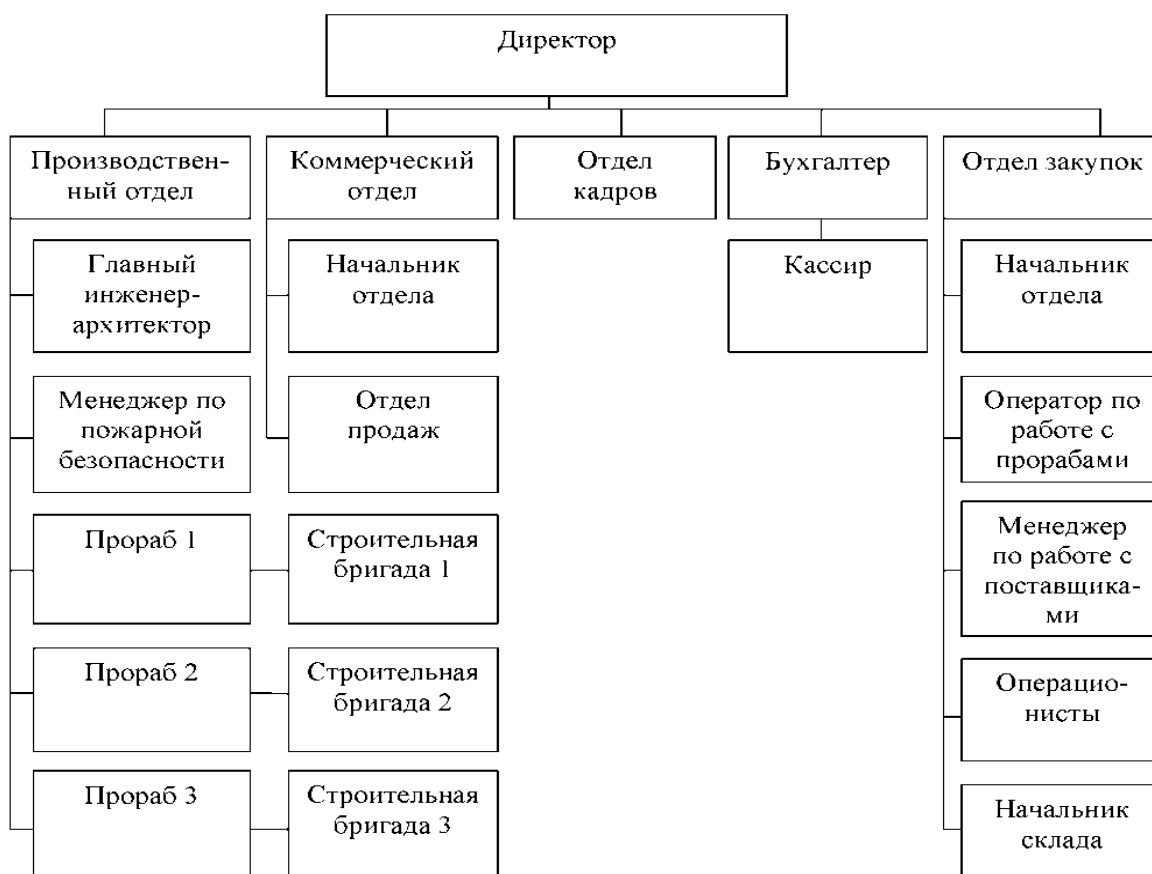 Директор
Производствен-
ный отдел
Коммерческий
отдел
Отдел
кадров
Бухгалтер
Отдел закупок
Главный
инженер-
архитектор
Начальник
отдела
Кассир
Начальник
отдела
Менеджер по
пожарной
безопасности
Отдел
продаж
Оператор по
работе с
прорабами
Прораб 1
Строительная
бригада 1
Менеджер
по работе с
поставщика-
ми
Прораб 2
Строительная
бригада 2
Операцио-
нисты
Прораб 3
Строительная
бригада 3
Начальник
склада